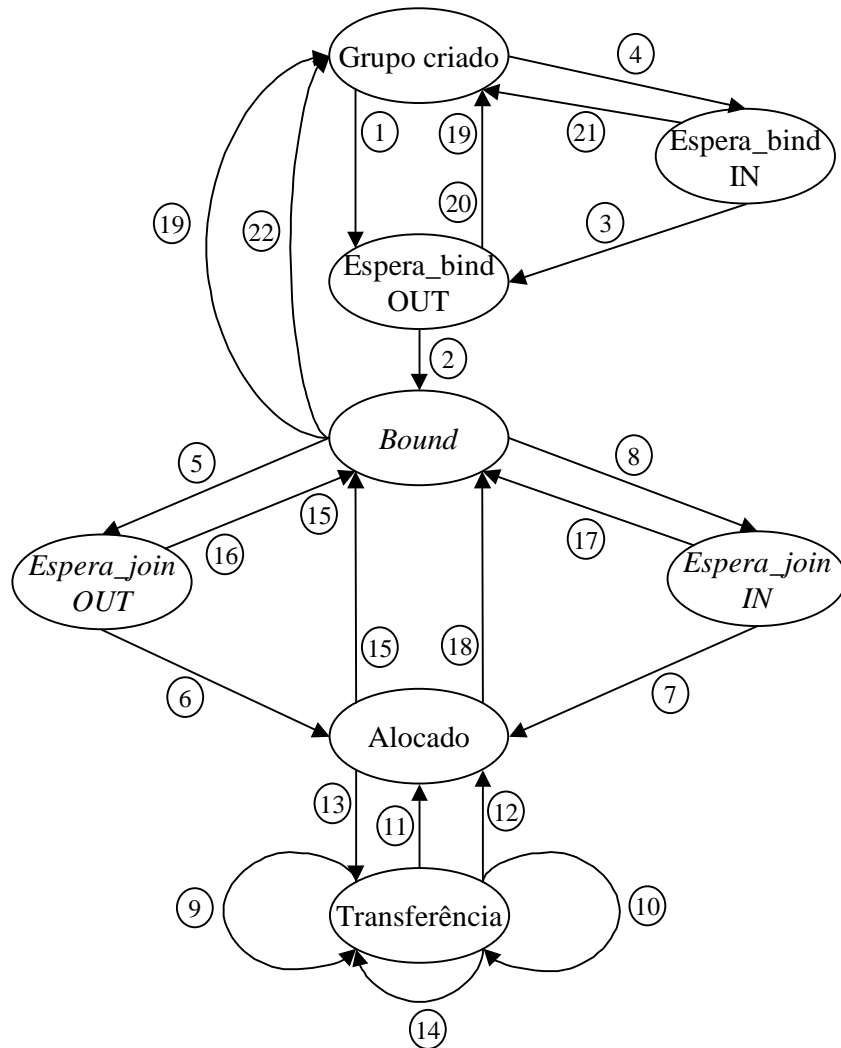 Grupo criado
4
1
19
21
Espera_bind
IN
19
22
20
3
Espera_bind
OUT
2
Bound
5
8
15
16
17
Espera_join
OUT
Espera_join
IN
15
18
6
7
Alocado
13
11
12
9
Transferência
10
14